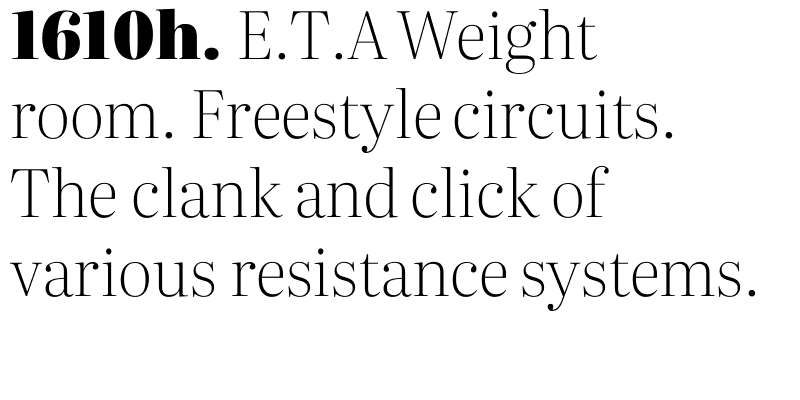 1610h. E.T.A Weight
room. Freestyle circuits.
The clank and click of
various resistance systems.